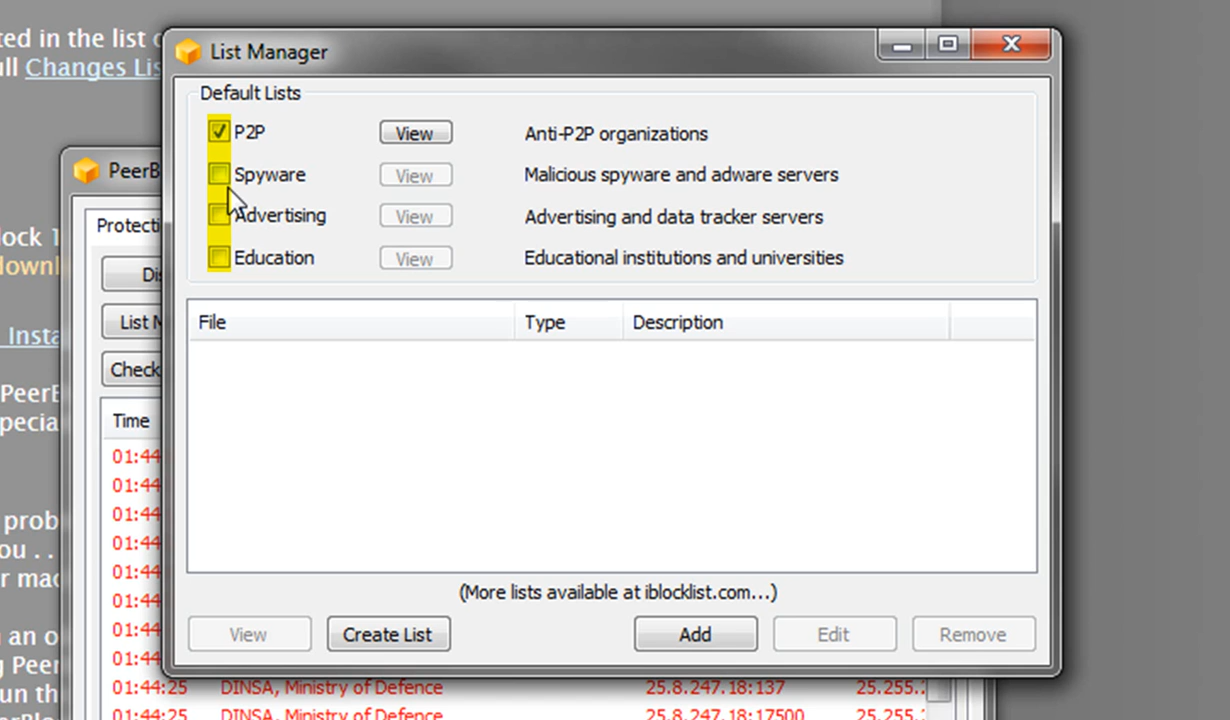 ted in the list
ull Changes Lis
List Manager
Default Lists
P2P View Anti-P2P organizations
Spyware View Malicious spyware and adware servers
Advertising View Advertising and data tracker servers
Education View Educational institutions and universities
File Type Description
(More lists available at iblocklist.com...)
View Create List Add Edit Remove
PeerB
Protecti
lock 1
Dis
downl
List M
Insta
Check
PeerB
pecia
Time
01:44
01:44
01:44
prob
01:44
ou . .
01:44
r mac
01:44
01:44
an o
01:44
g Peer
01:44:25 DINSA, Ministry of Defence 25.8.247.18:137 25.255.
un th
01:44:25 DINSA, Ministry of Defence 25.8.247.18:17500 25.255.